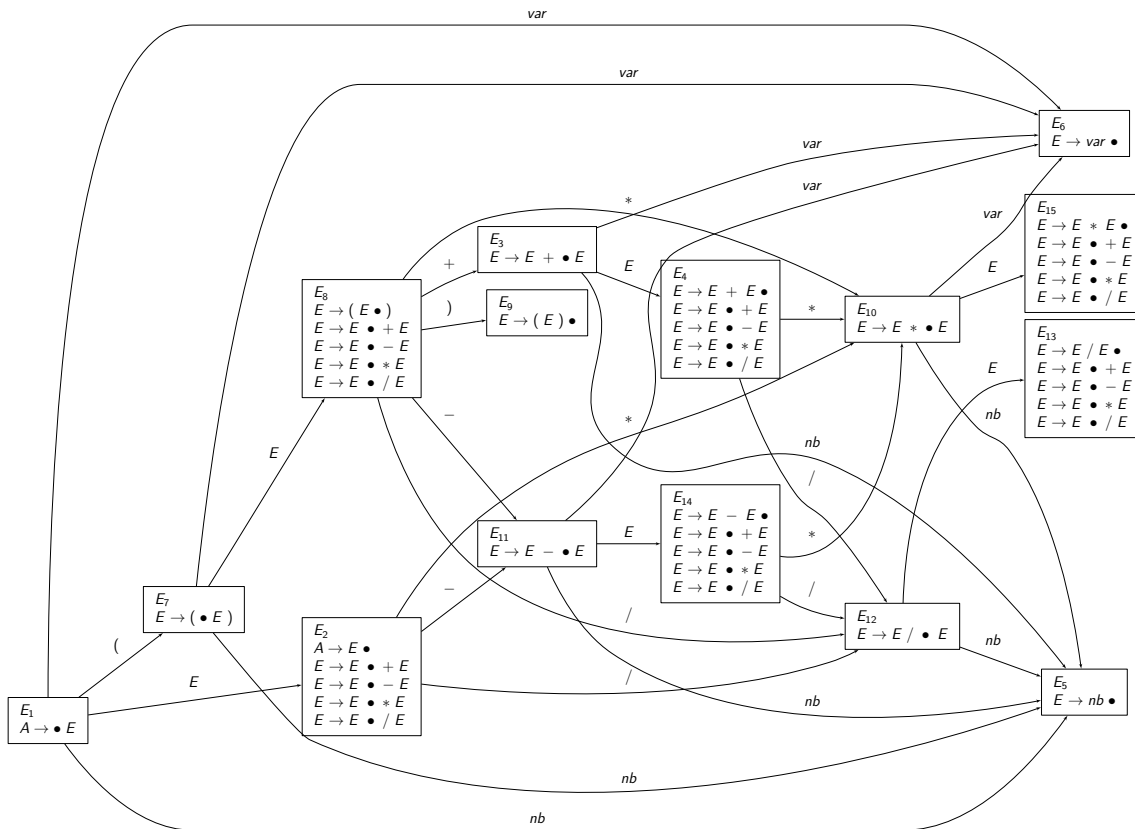 var
var
E6
E → var •
var
var
var
E15
E → E * E •
E → E • + E
E → E • − E
E → E • * E
E → E • / E
*
E3
E → E + • E
+
E
E
E8
E → ( E • )
E → E • + E
E → E • − E
E → E • * E
E → E • / E
)
E9
E → ( E ) •
E4
E → E + E •
E → E • + E
E → E • − E
E → E • * E
E → E • / E
*
E10
E → E * • E
E13
E → E / E •
E → E • + E
E → E • − E
E → E • * E
E → E • / E
E
−
*
nb
nb
/
E
E14
E → E − E •
E → E • + E
E → E • − E
E → E • * E
E → E • / E
E11
E → E − • E
E
*
−
/
/
E7
E → ( • E )
E12
E → E / • E
(
E2
A → E •
E → E • + E
E → E • − E
E → E • * E
E → E • / E
nb
E
/
E5
E → nb •
E1
A → • E
nb
nb
nb